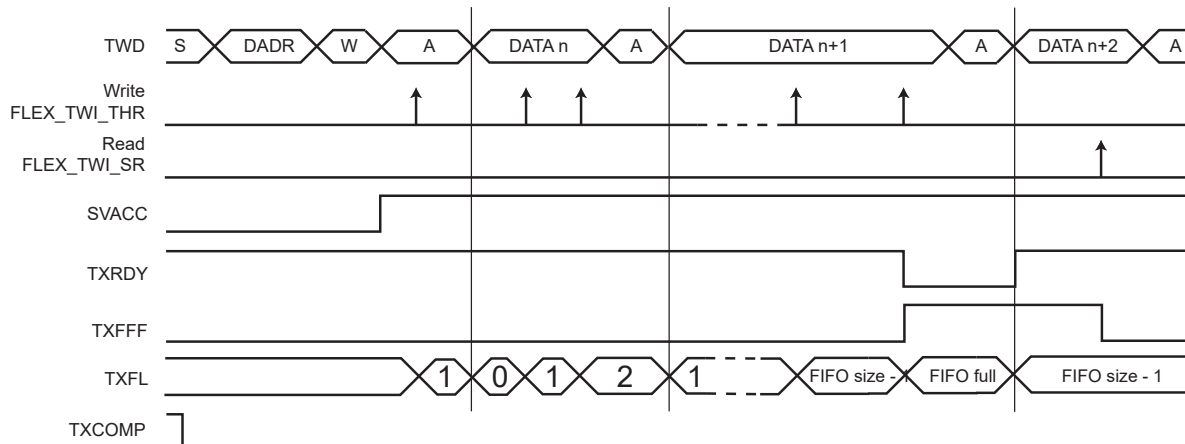 TWD S DADR W A DATA n A DATA n+1 A DATA n+2 A
Write
FLEX_TWI_THR
Read
FLEX_TWI_SR
SVACC
TXRDY
TXFFF
TXFL 1 0 1 2 1 FIFO size - 1 FIFO full FIFO size - 1
TXCOMP